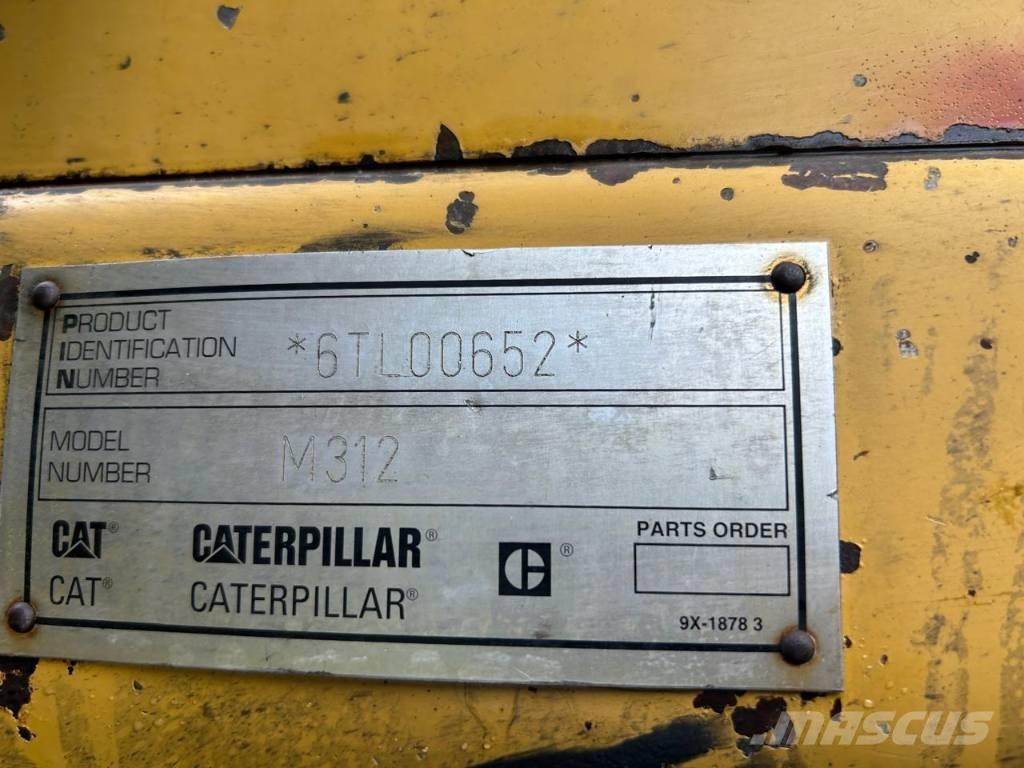 PRODUCT
IDENTIFICATION
NUMBER
*6TL00652*
MODEL
NUMBER
M312
CAT®
CATERPILLAR®
C®
CAT®
CATERPILLAR®
PARTS ORDER
9X-1878 3
MASCUS